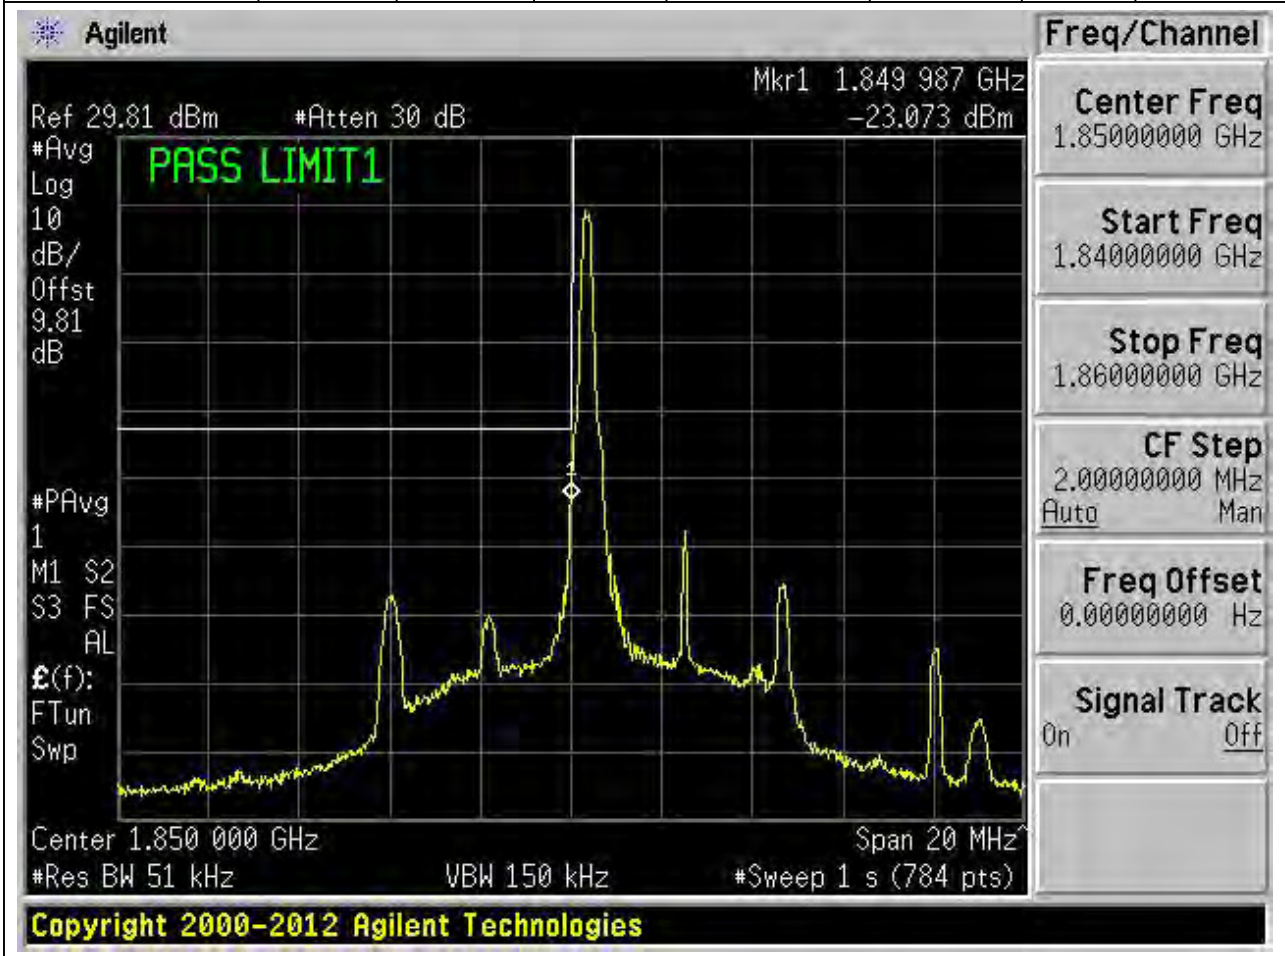 Agilent
Freq/Channel
Mkr1 1.849 987 GHz
Ref 29.81 dBm #Atten 30 dB -23.073 dBm
#Avg
Log
10
dB/
Offst
9.81
dB
PASS LIMIT1
1
#PAvg
1
M1 S2
S3 FS
AL
£(f):
FTun
Swp
Center 1.850 000 GHz Span 20 MHz^
#Res BW 51 kHz VBW 150 kHz #Sweep 1 s (784 pts)
Center Freq
1.85000000 GHz
Start Freq
1.84000000 GHz
Stop Freq
1.86000000 GHz
CF Step
2.00000000 MHz
Auto Man
Freq Offset
0.00000000 Hz
Signal Track
On Off
Copyright 2000-2012 Agilent Technologies